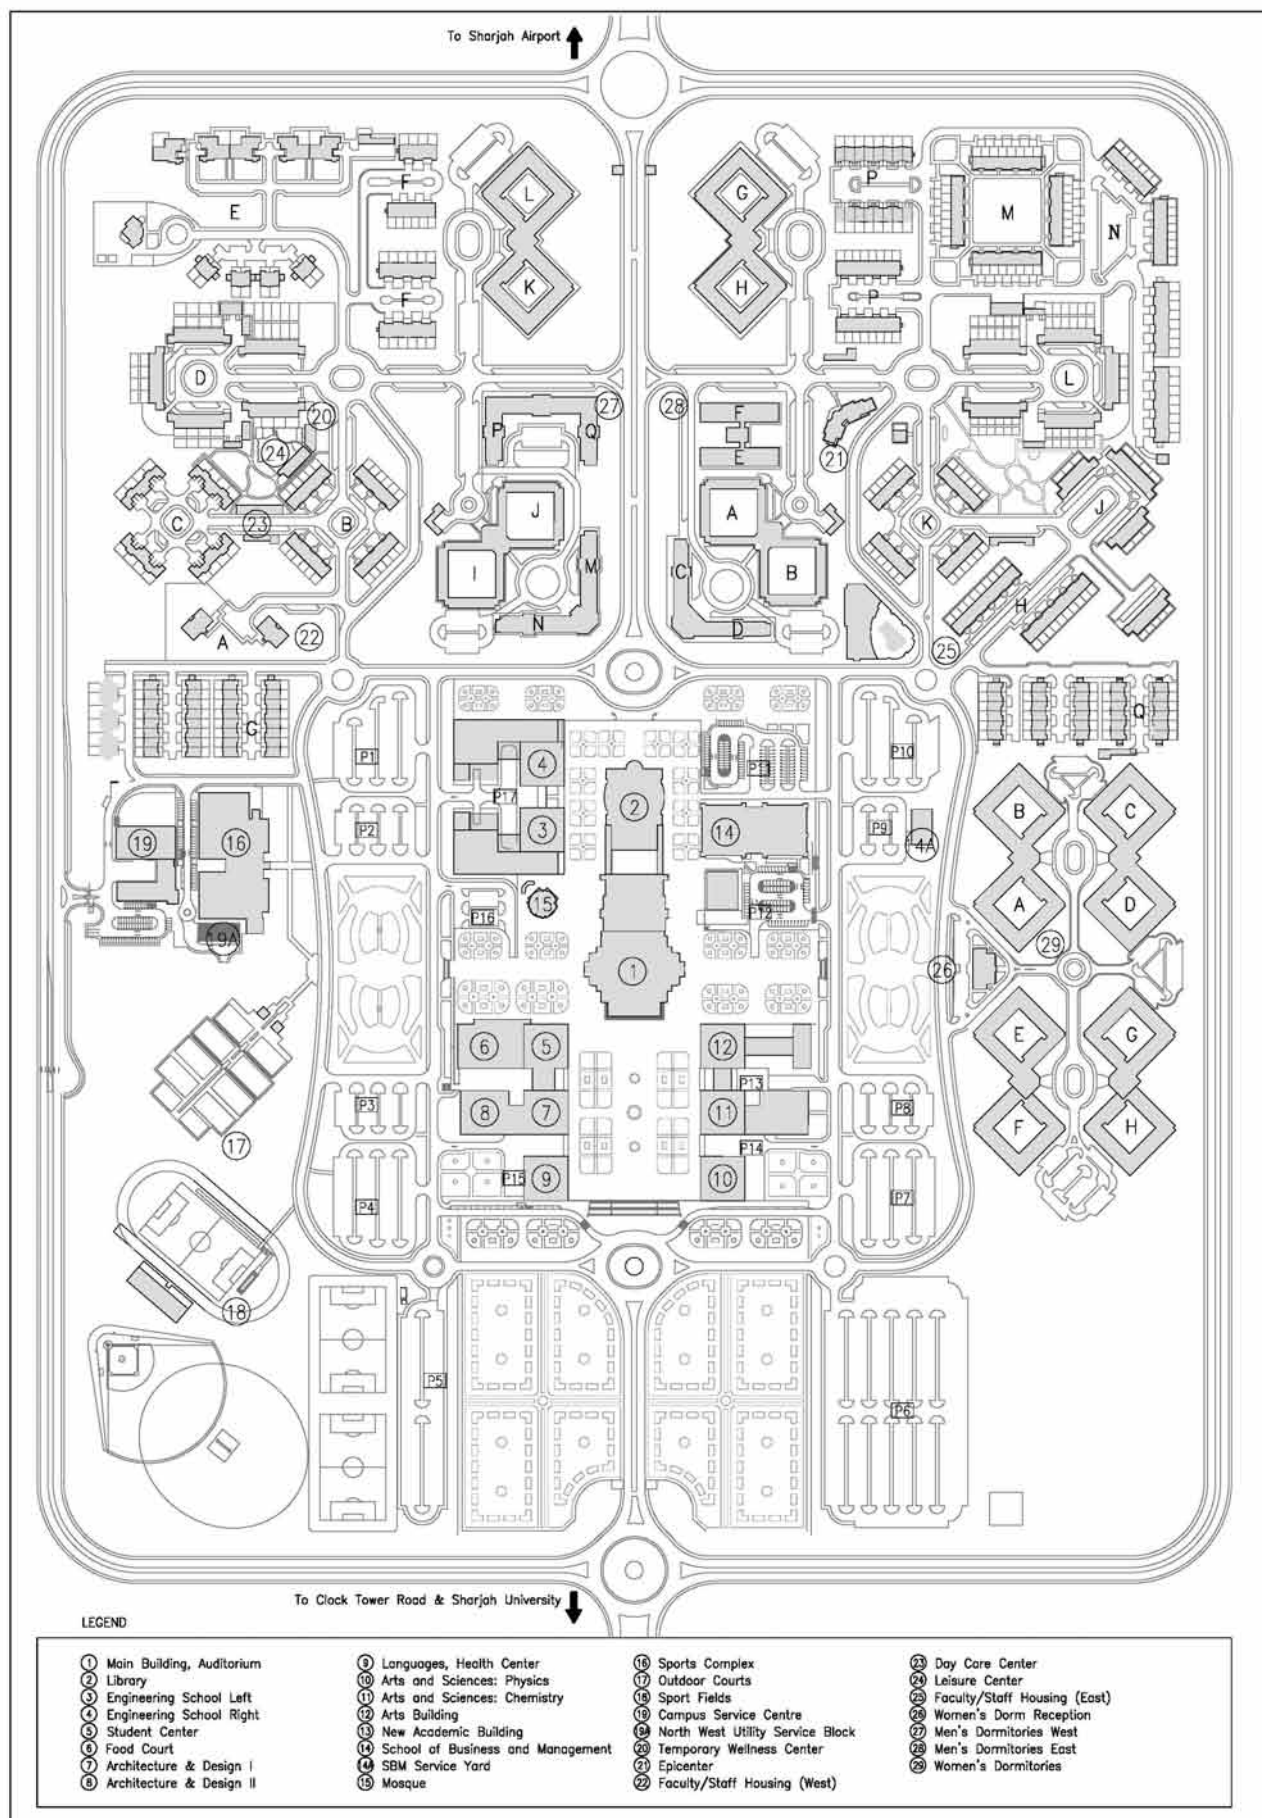 To Sharjah Airport
L
G
F
P
M
E
N
K
H
F
P
D
L
20
27
28
F
P
Q
E
21
24
C
23
B
J
A
K
J
I
M
C
B
H
A
22
N
D
25
G
Q
P1
4
P11
P10
P17
2
B
C
P2
3
14
P9
4A
19
16
A
D
15
P16
P12
19A
29
1
26
6
5
12
E
G
P13
P3
8
7
11
P8
F
H
17
P14
P15
9
10
P4
P7
18
P5
P6
To Clock Tower Road & Sharjah University
LEGEND
1 Main Building, Auditorium
2 Library
3 Engineering School Left
4 Engineering School Right
5 Student Center
6 Food Court
7 Architecture & Design I
8 Architecture & Design II
9 Languages, Health Center
10 Arts and Sciences: Physics
11 Arts and Sciences: Chemistry
12 Arts Building
13 New Academic Building
14 School of Business and Management
14A SBM Service Yard
15 Mosque
16 Sports Complex
17 Outdoor Courts
18 Sport Fields
19 Campus Service Centre
19A North West Utility Service Block
20 Temporary Wellness Center
21 Epicenter
22 Faculty/Staff Housing (West)
23 Day Care Center
24 Leisure Center
25 Faculty/Staff Housing (East)
26 Women's Dorm Reception
27 Men's Dormitories West
28 Men's Dormitories East
29 Women's Dormitories